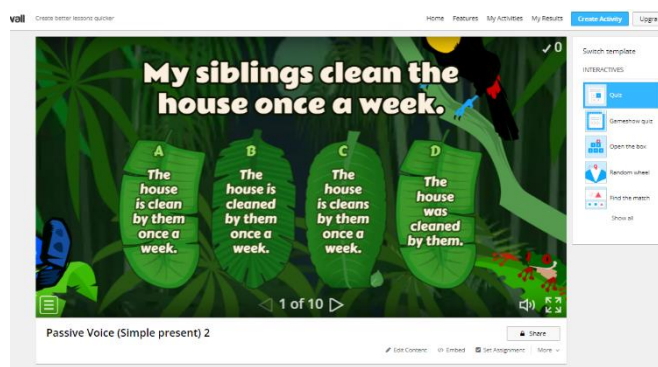 vall
Create better lessons quicker
Home Features My Activities My Results Create Activity Upgra
My siblings clean the
house once a week.
0
A
The
house
is clean
by them
once a
week.
B
The
house is
cleaned
by them
once a
week.
C
The
house
is cleans
by them
once a
week.
D
The
house
was
cleaned
by them.
1 of 10
Passive Voice (Simple present) 2
Share
Edit Content Embed Set Assignment More
Switch template
INTERACTIVES
Quiz
Gameshow quiz
Open the box
Random wheel
Find the match
Show all